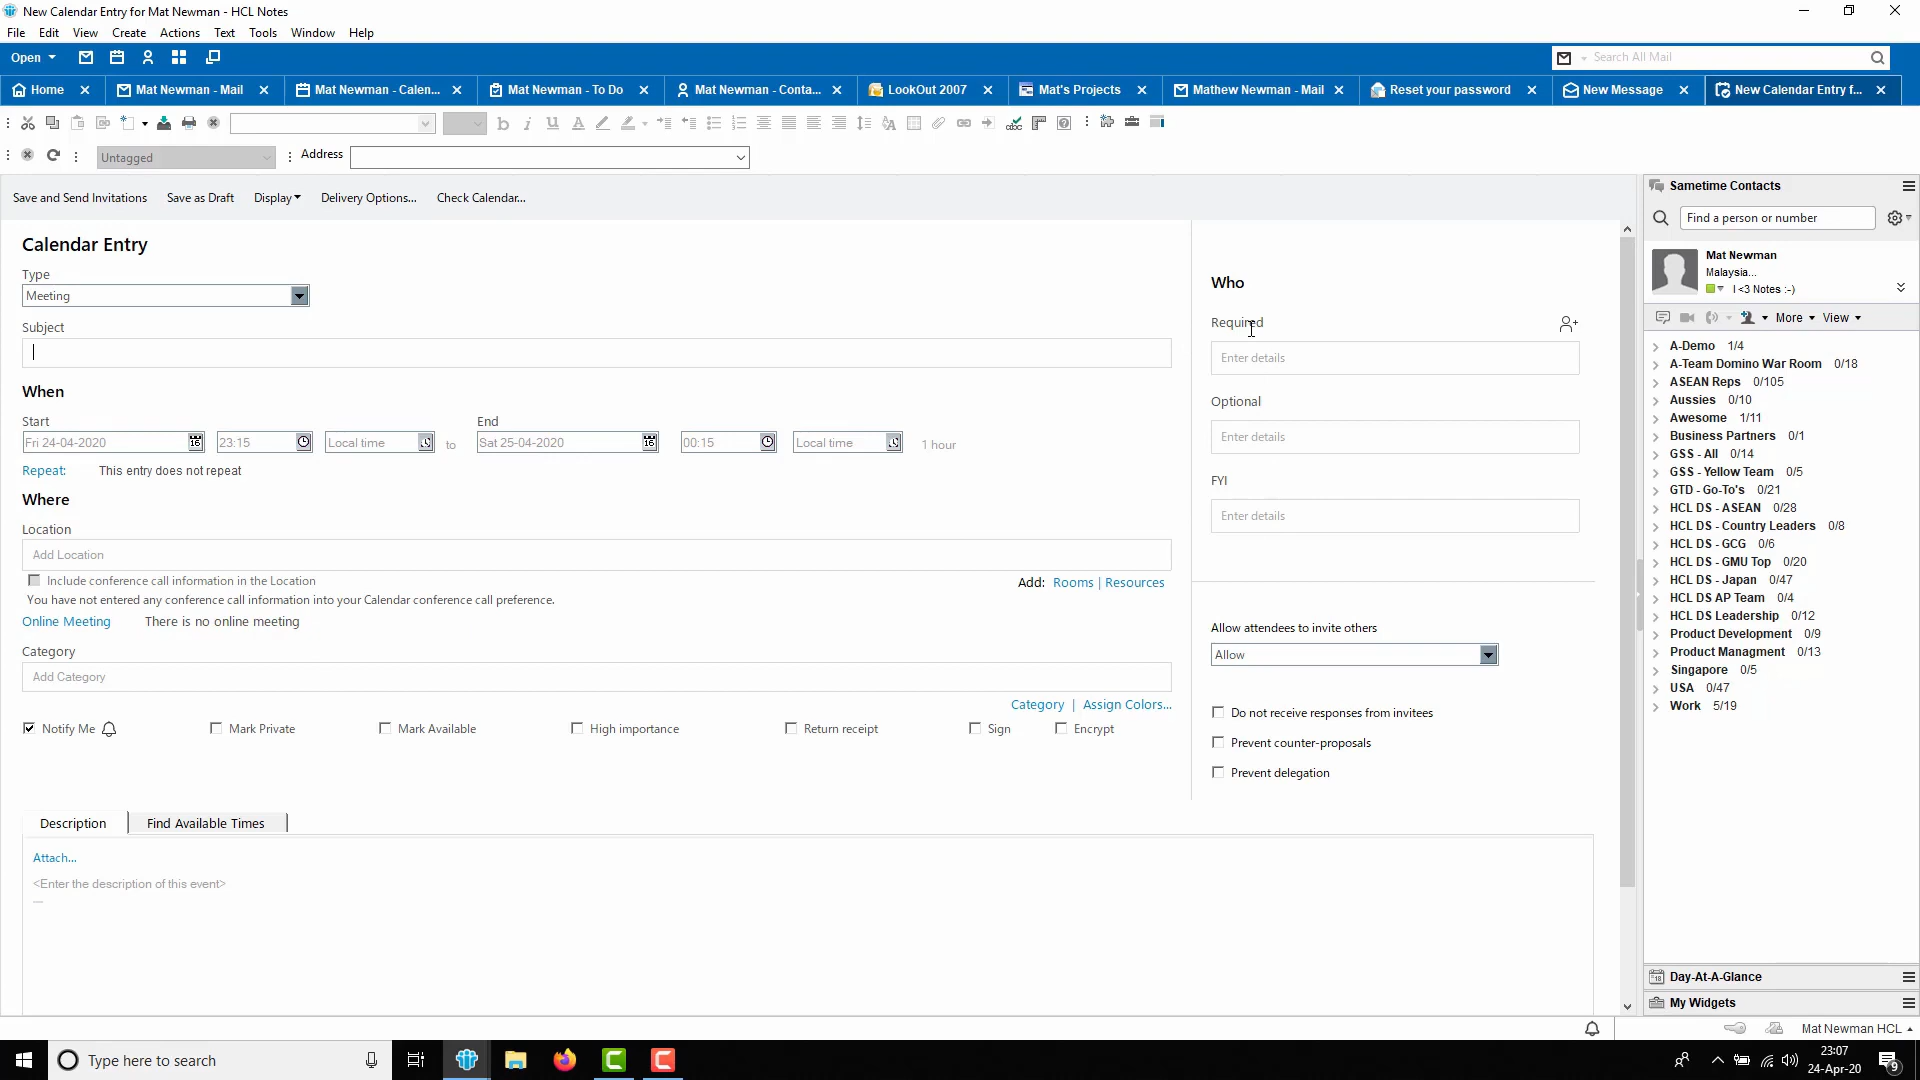 New Calendar Entry for Mat Newman - HCL Notes
File Edit View Create Actions Text Tools Window Help
Open Search All Mail
Home Mat Newman - Mail Mat Newman - Calen... Mat Newman - To Do Mat Newman - Conta... LookOut 2007 Mat's Projects Mathew Newman - Mail Reset your password New Message New Calendar Entry f...
Untagged Address
Save and Send Invitations Save as Draft Display Delivery Options... Check Calendar...
Calendar Entry
Type
Meeting
Subject
When
Start End
Fri 24-04-2020 23:15 Local time to Sat 25-04-2020 00:15 Local time 1 hour
Repeat: This entry does not repeat
Where
Location
Add Location
Include conference call information in the Location
Add: Rooms | Resources
You have not entered any conference call information into your Calendar conference call preference.
Online Meeting There is no online meeting
Category
Add Category
Category | Assign Colors...
Notify Me Mark Private Mark Available High importance Return receipt Sign Encrypt
Who
Required
Enter details
Optional
Enter details
FYI
Enter details
Allow attendees to invite others
Allow
Do not receive responses from invitees
Prevent counter-proposals
Prevent delegation
Description Find Available Times
Attach...
<Enter the description of this event>
Sametime Contacts
Find a person or number
Mat Newman
Malaysia...
I <3 Notes :-)
More View
A-Demo 1/4
A-Team Domino War Room 0/18
ASEAN Reps 0/105
Aussies 0/10
Awesome 1/11
Business Partners 0/1
GSS - All 0/14
GSS - Yellow Team 0/5
GTD - Go-To's 0/21
HCL DS - ASEAN 0/28
HCL DS - Country Leaders 0/8
HCL DS - GCG 0/6
HCL DS - GMU Top 0/20
HCL DS - Japan 0/47
HCL DS AP Team 0/4
HCL DS Leadership 0/12
Product Development 0/9
Product Managment 0/13
Singapore 0/5
USA 0/47
Work 5/19
Day-At-A-Glance
My Widgets
Mat Newman HCL
Type here to search
23:07
24-Apr-20
9